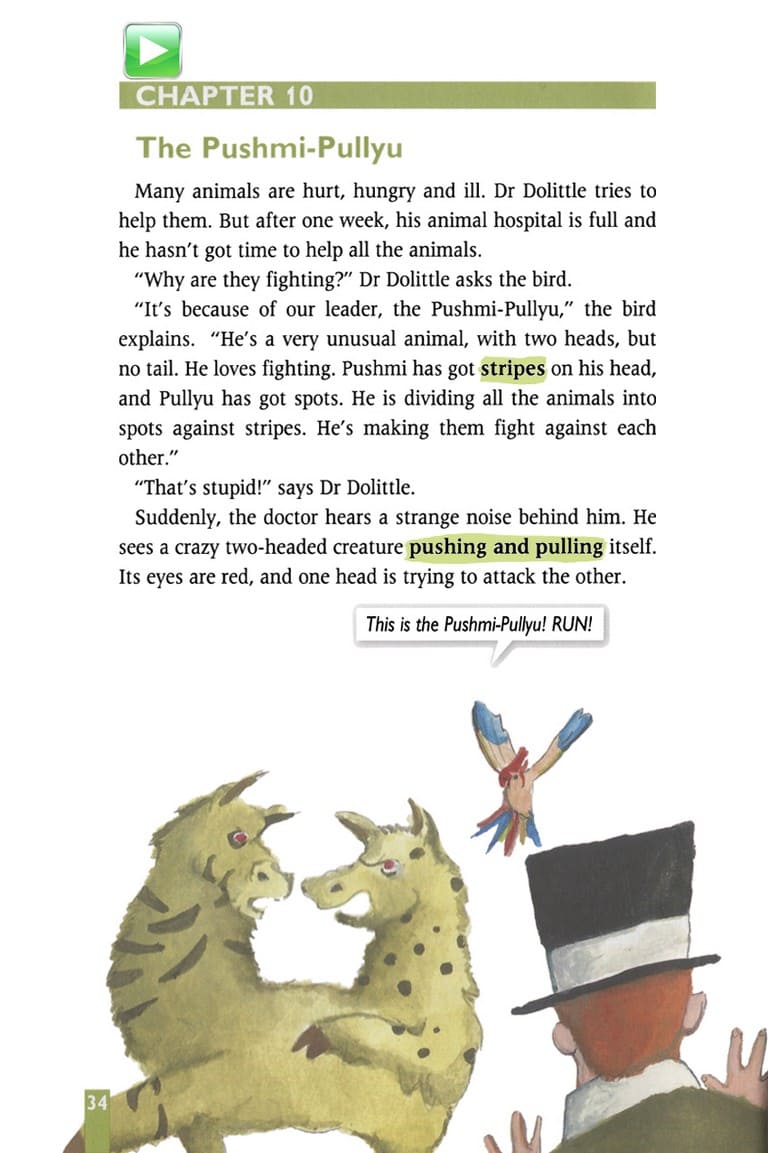 CHAPTER 10
The Pushmi-Pullyu
Many animals are hurt, hungry and ill. Dr Dolittle tries to
help them. But after one week, his animal hospital is full and
he hasn't got time to help all the animals.
"Why are they fighting?" Dr Dolittle asks the bird.
"It's because of our leader, the Pushmi-Pullyu," the bird
explains. "He's a very unusual animal, with two heads, but
no tail. He loves fighting. Pushmi has got stripes on his head,
and Pullyu has got spots. He is dividing all the animals into
spots against stripes. He's making them fight against each
other."
"That's stupid!" says Dr Dolittle.
Suddenly, the doctor hears a strange noise behind him. He
sees a crazy two-headed creature pushing and pulling itself.
Its eyes are red, and one head is trying to attack the other.
This is the Pushmi-Pullyu! RUN!
34